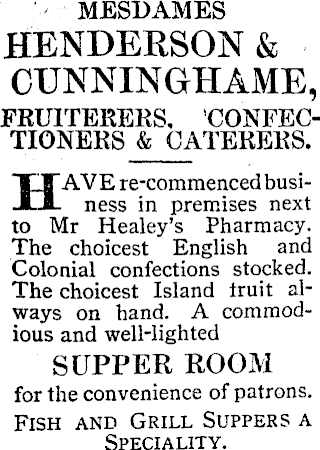 MESDAMES
HENDERSON &
CUNNINGHAME,
FRUITERERS, 'CONFEC-
TIONERS & CATERERS.
HAVE re-commenced busi-
ness in premises next
to Mr Healey's Pharmacy.
The choicest English and
Colonial confections stocked.
The choicest Island fruit al-
ways on hand. A commod-
ious and well-lighted
SUPPER ROOM
for the convenience of patrons.
FISH AND GRILL SUPPERS A
SPECIALITY.